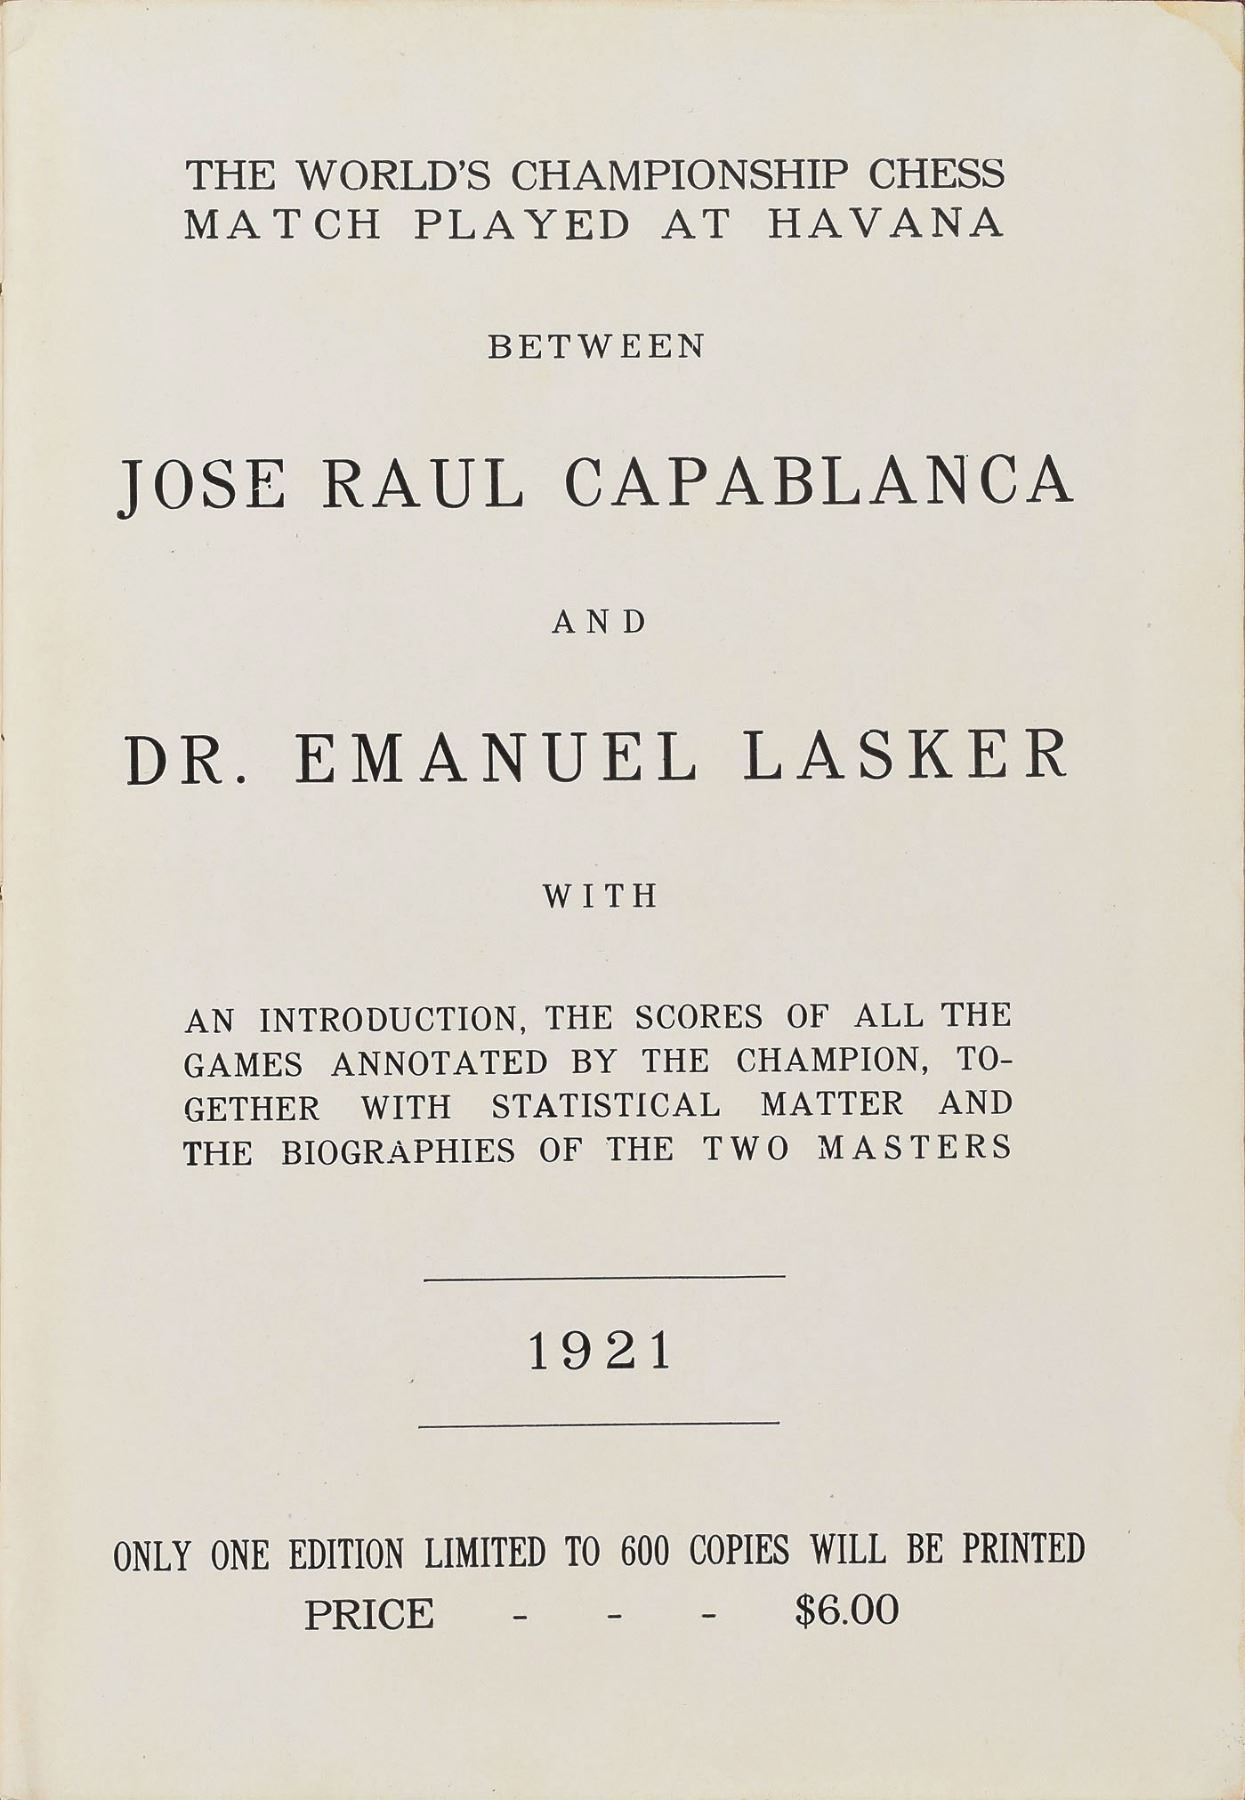 THE WORLD'S CHAMPIONSHIP CHESS
MATCH PLAYED AT HAVANA
BETWEEN
JOSE RAUL CAPABLANCA
AND
DR. EMANUEL LASKER
WITH
AN INTRODUCTION, THE SCORES OF ALL THE
GAMES ANNOTATED BY THE CHAMPION, TO-
GETHER WITH STATISTICAL MATTER AND
THE BIOGRAPHIES OF THE TWO MASTERS
1921
ONLY ONE EDITION LIMITED TO 600 COPIES WILL BE PRINTED
PRICE - - - $6.00